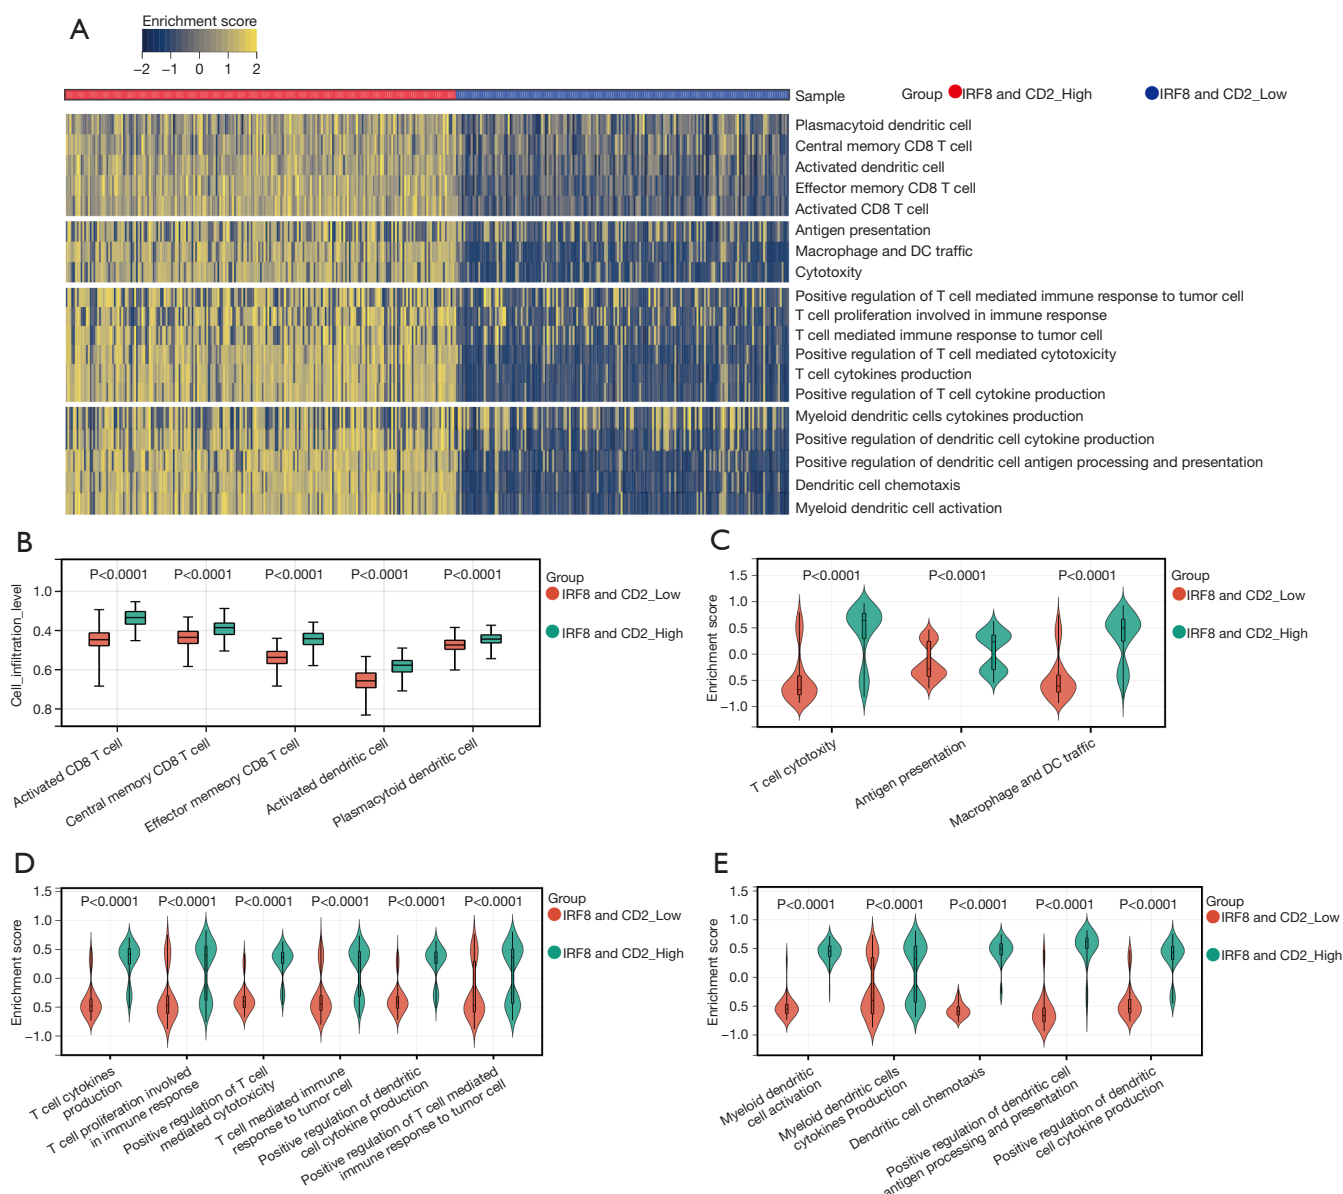 A
Enrichment score
−2 −1 0 1 2
Sample
Group IRF8 and CD2_High IRF8 and CD2_Low
Plasmacytoid dendritic cell
Central memory CD8 T cell
Activated dendritic cell
Effector memory CD8 T cell
Activated CD8 T cell
Antigen presentation
Macrophage and DC traffic
Cytotoxity
Positive regulation of T cell mediated immune response to tumor cell
T cell proliferation involved in immune response
T cell mediated immune response to tumor cell
Positive regulation of T cell mediated cytotoxicity
T cell cytokines production
Positive regulation of T cell cytokine production
Myeloid dendritic cells cytokines production
Positive regulation of dendritic cell cytokine production
Positive regulation of dendritic cell antigen processing and presentation
Dendritic cell chemotaxis
Myeloid dendritic cell activation
B
Cell_infiltration_level
1.0
0.4
0.6
0.8
P<0.0001 P<0.0001 P<0.0001 P<0.0001 P<0.0001
Group
IRF8 and CD2_Low
IRF8 and CD2_High
Activated CD8 T cell
Central memory CD8 T cell
Effector memeory CD8 T cell
Activated dendritic cell
Plasmacytoid dendritic cell
C
Enrichment score
1.5
1.0
0.5
0.0
0.5
−1.0
P<0.0001 P<0.0001 P<0.0001
Group
IRF8 and CD2_Low
IRF8 and CD2_High
T cell cytotoxity
Antigen presentation
Macrophage and DC traffic
D
Enrichment score
1.5
1.0
0.5
0.0
0.5
−1.0
P<0.0001 P<0.0001 P<0.0001 P<0.0001 P<0.0001 P<0.0001
Group
IRF8 and CD2_Low
IRF8 and CD2_High
T cell cytokines
production
T cell proliferation involved
in immune response
Positive regulation of T cell
mediated cytotoxicity
T cell mediated immune
response to tumor cell
Positive regulation of dendritic
cell cytokine production
Positive regulation of T cell mediated
immune response to tumor cell
E
Enrichment score
1.5
1.0
0.5
0.0
0.5
−1.0
P<0.0001 P<0.0001 P<0.0001 P<0.0001 P<0.0001
Group
IRF8 and CD2_Low
IRF8 and CD2_High
Myeloid dendritic
cell activation
Myeloid dendritic cells
cytokines Production
Dendritic cell chemotaxis
Positive regulation of dendritic cell
antigen processing and presentation
Positive regulation of dendritic
cell cytokine production